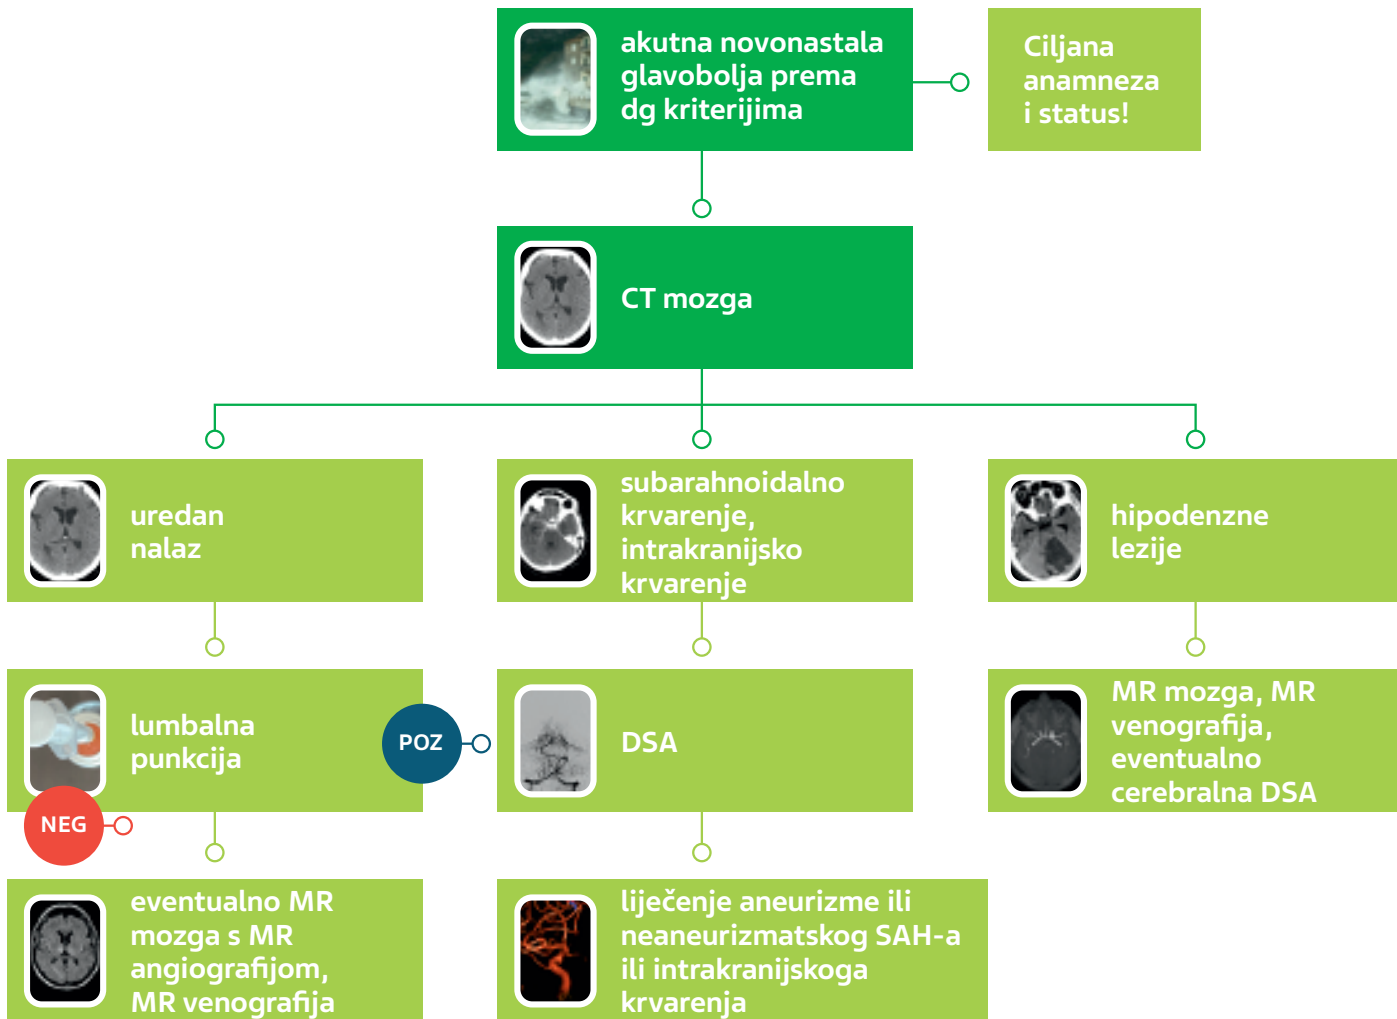 akutna novonastala
glavobolja prema
dg kriterijima
Ciljana
anamneza
i status!
CT mozga
uredan
nalaz
subarahnoidalno
krvarenje,
intrakranijsko
krvarenje
hipodenzne
lezije
lumbalna
punkcija
POZ
NEG
DSA
MR mozga, MR
venografija,
eventualno
cerebralna DSA
eventualno MR
mozga s MR
angiografijom,
MR venografija
liječenje aneurizme ili
neaneurizmatskog SAH-a
ili intrakranijskoga
krvarenja